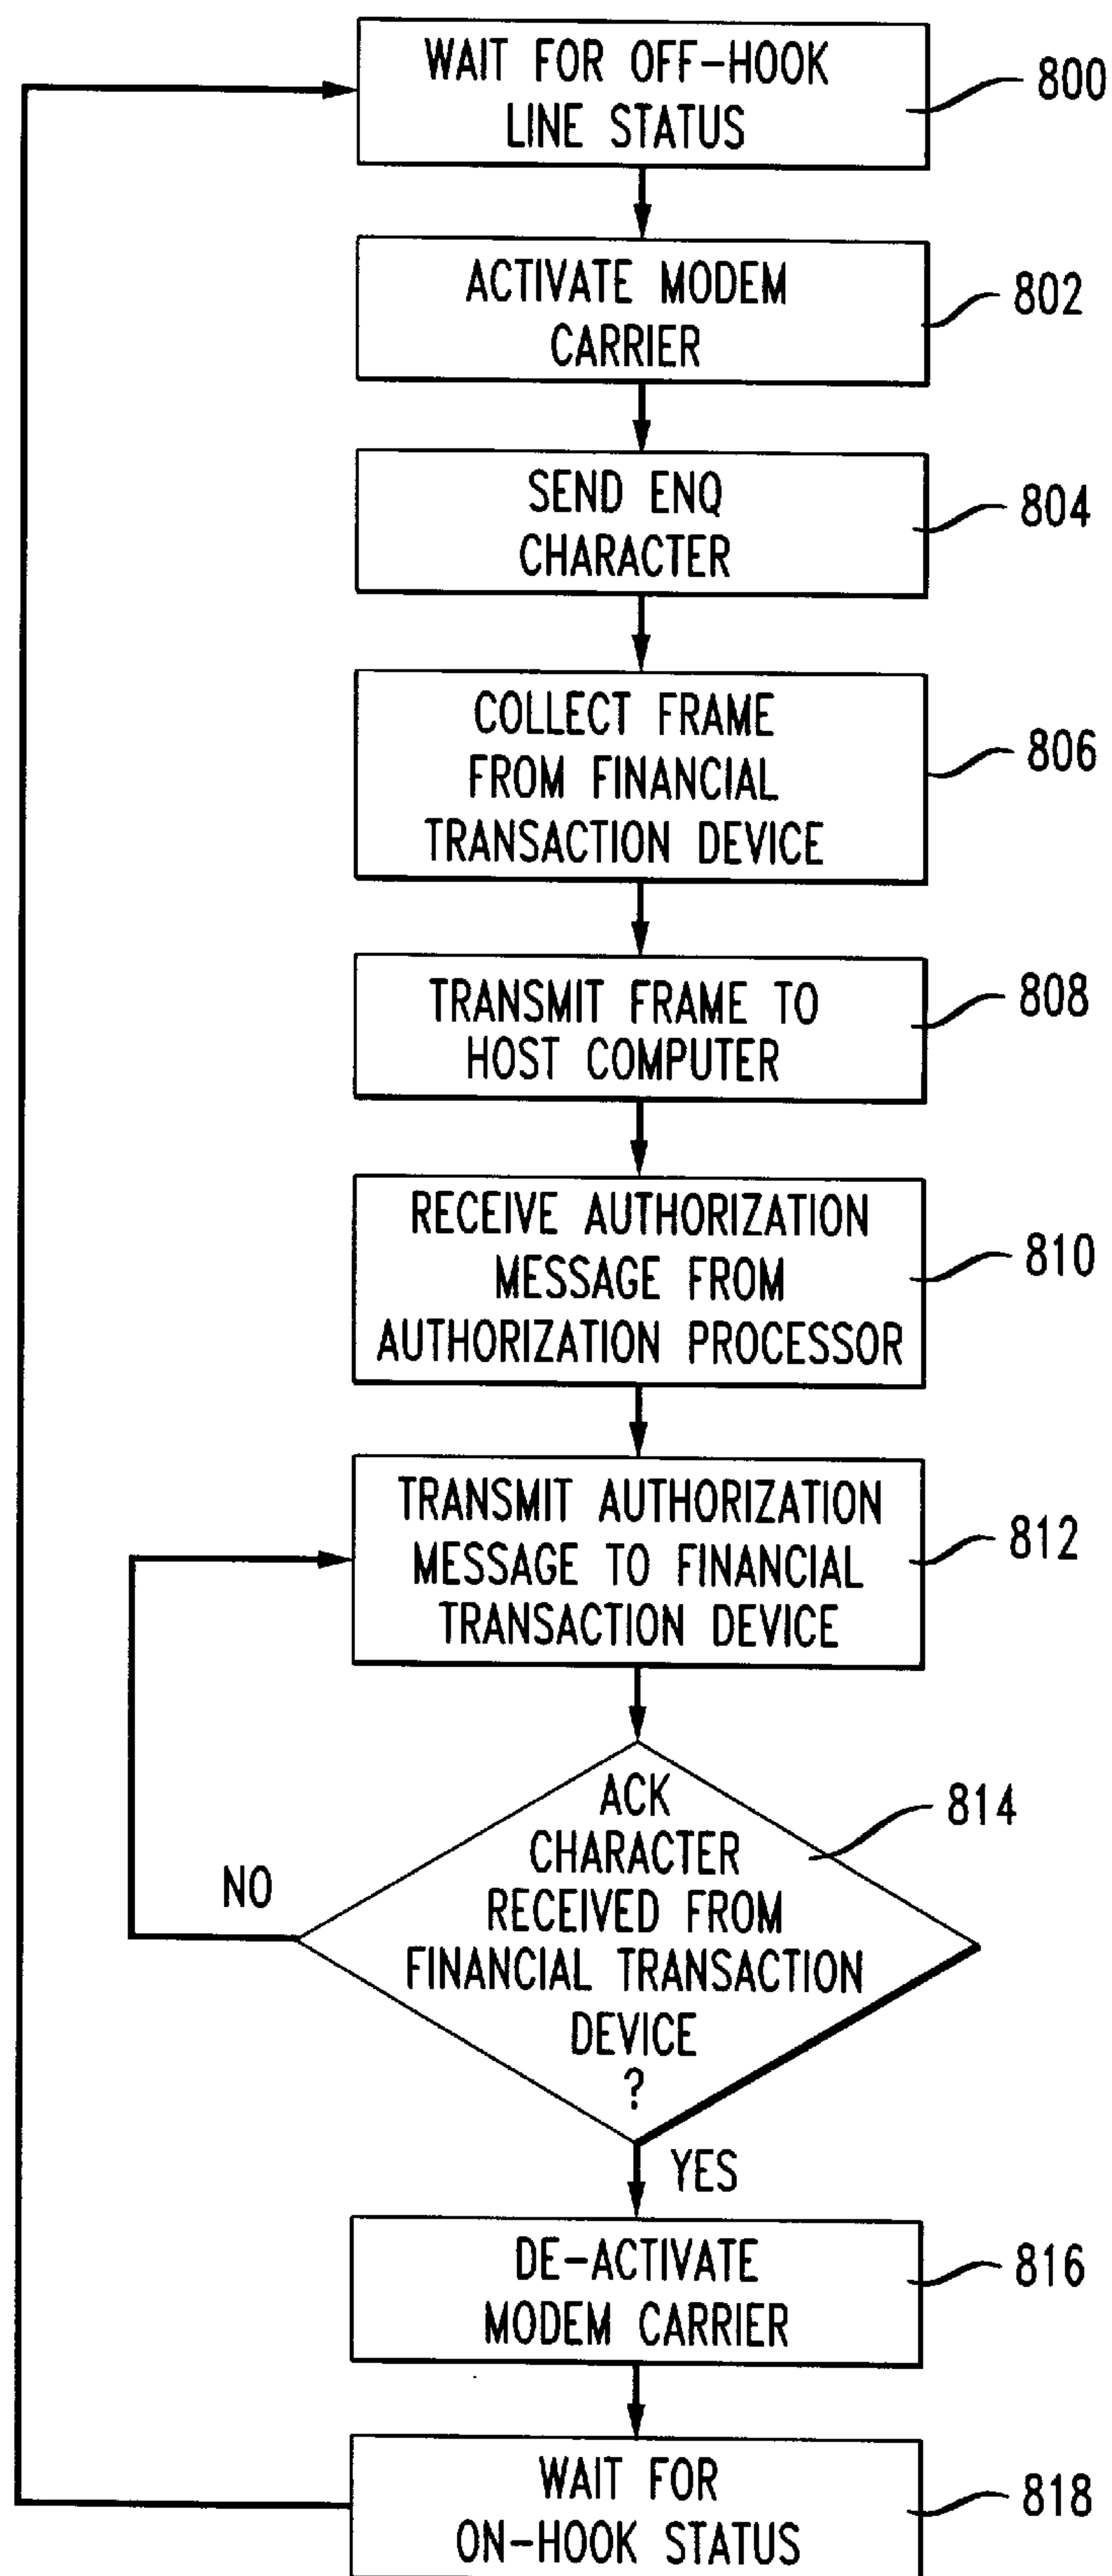 WAIT FOR OFF-HOOK
LINE STATUS
800
ACTIVATE MODEM
CARRIER
802
SEND ENQ
CHARACTER
804
COLLECT FRAME
FROM FINANCIAL
TRANSACTION DEVICE
806
TRANSMIT FRAME TO
HOST COMPUTER
808
RECEIVE AUTHORIZATION
MESSAGE FROM
AUTHORIZATION PROCESSOR
810
TRANSMIT AUTHORIZATION
MESSAGE TO FINANCIAL
TRANSACTION DEVICE
812
ACK
CHARACTER
RECEIVED FROM
FINANCIAL TRANSACTION
DEVICE
?
814
NO
YES
DE-ACTIVATE
MODEM CARRIER
816
WAIT FOR
ON-HOOK STATUS
818